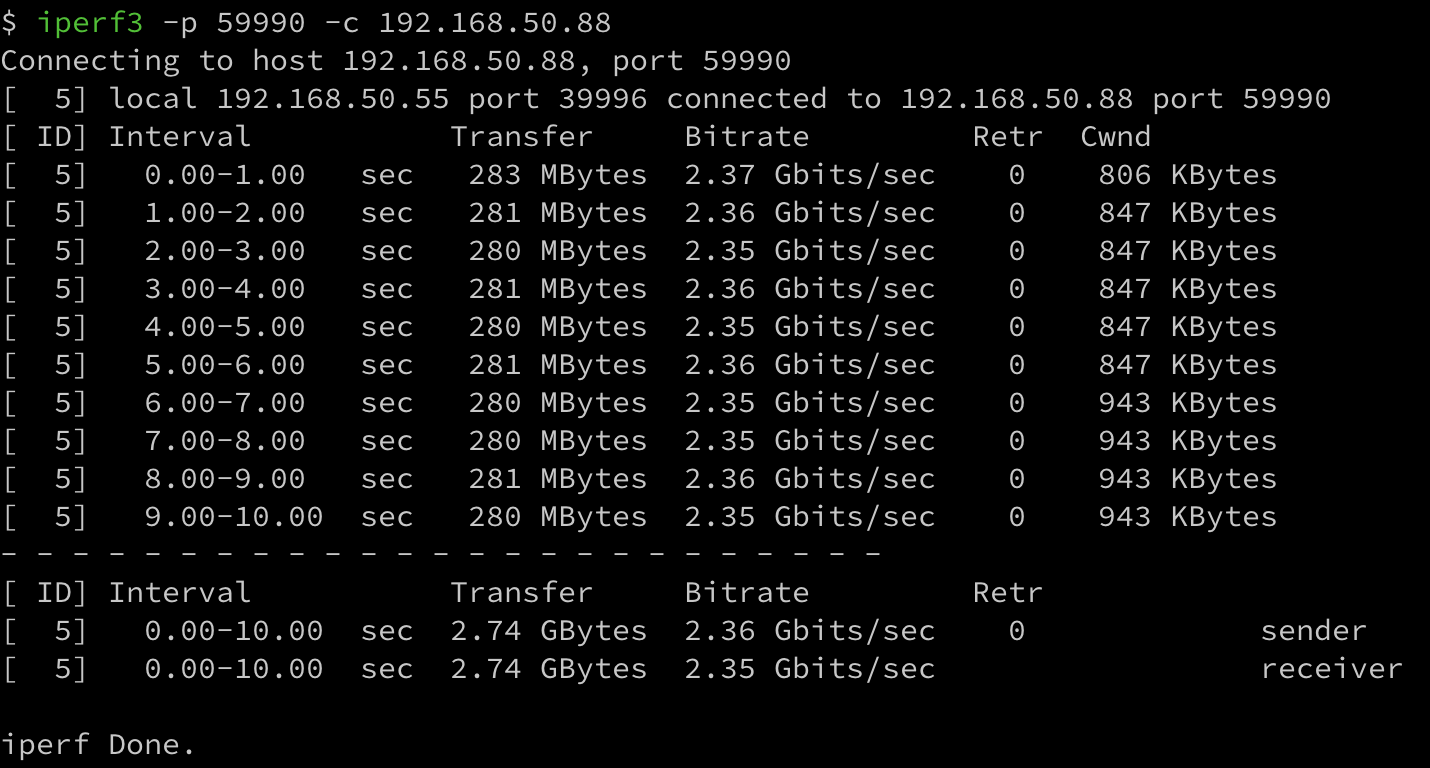 $ iperf3 -p 59990 -c 192.168.50.88
Connecting to host 192.168.50.88, port 59990
[  5] local 192.168.50.55 port 39996 connected to 192.168.50.88 port 59990
[ ID] Interval           Transfer     Bitrate         Retr  Cwnd
[  5]   0.00-1.00   sec   283 MBytes  2.37 Gbits/sec    0    806 KBytes
[  5]   1.00-2.00   sec   281 MBytes  2.36 Gbits/sec    0    847 KBytes
[  5]   2.00-3.00   sec   280 MBytes  2.35 Gbits/sec    0    847 KBytes
[  5]   3.00-4.00   sec   281 MBytes  2.36 Gbits/sec    0    847 KBytes
[  5]   4.00-5.00   sec   280 MBytes  2.35 Gbits/sec    0    847 KBytes
[  5]   5.00-6.00   sec   281 MBytes  2.36 Gbits/sec    0    847 KBytes
[  5]   6.00-7.00   sec   280 MBytes  2.35 Gbits/sec    0    943 KBytes
[  5]   7.00-8.00   sec   280 MBytes  2.35 Gbits/sec    0    943 KBytes
[  5]   8.00-9.00   sec   281 MBytes  2.36 Gbits/sec    0    943 KBytes
[  5]   9.00-10.00  sec   280 MBytes  2.35 Gbits/sec    0    943 KBytes
- - - - - - - - - - - - - - - - - - - - - - - - -
[ ID] Interval           Transfer     Bitrate         Retr
[  5]   0.00-10.00  sec  2.74 GBytes  2.36 Gbits/sec    0             sender
[  5]   0.00-10.00  sec  2.74 GBytes  2.35 Gbits/sec                  receiver
iperf Done.